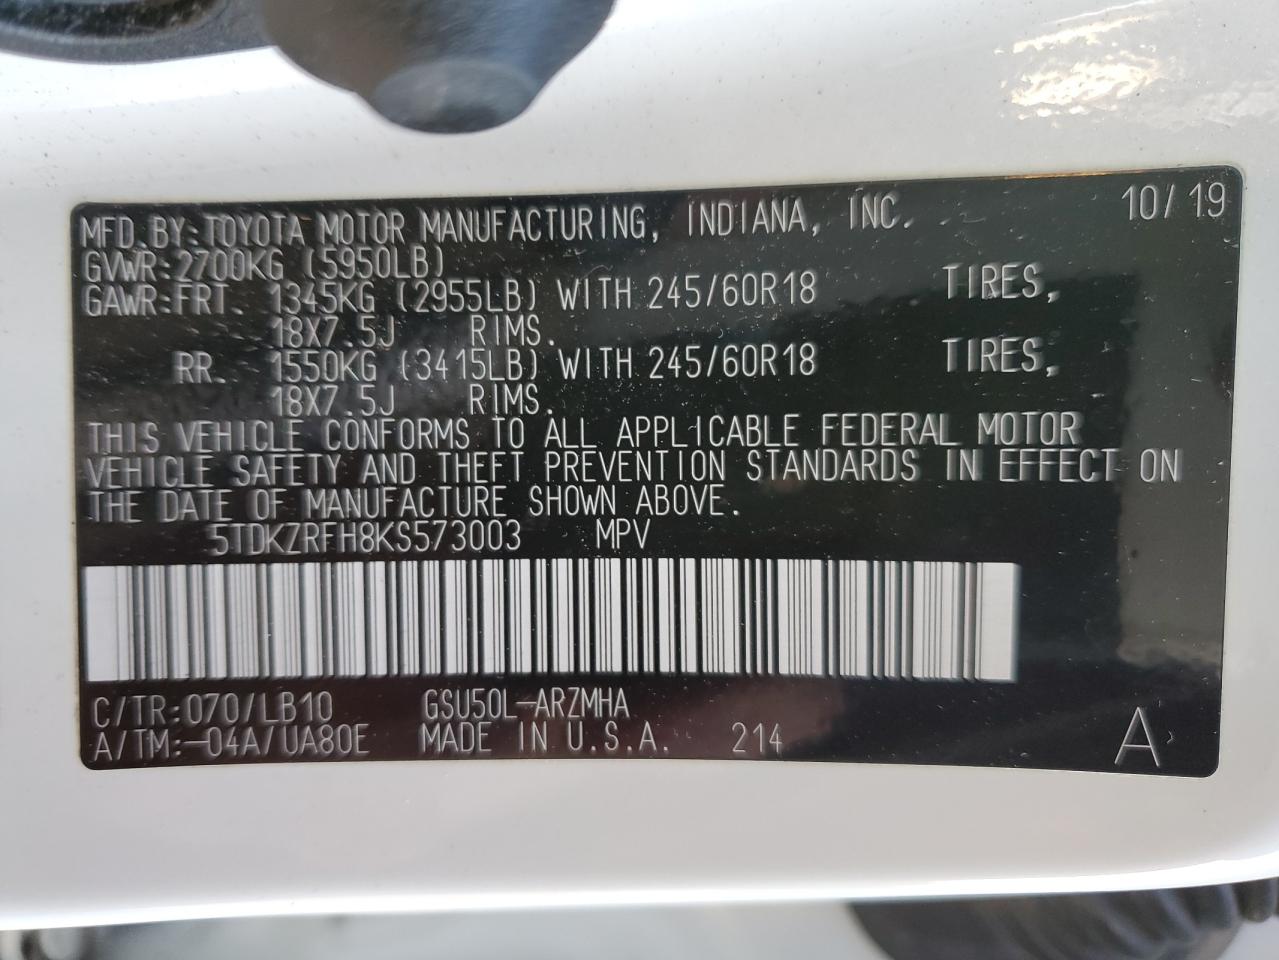 MFD.BY:TOYOTA MOTOR MANUFACTURING, INDIANA, INC. 10/19
GVWR:2700KG (5950LB)
GAWR:FRT. 1345KG (2955LB) WITH 245/60R18 TIRES,
18X7.5J RIMS.
RR. 1550KG (3415LB) WITH 245/60R18 TIRES,
18X7.5J RIMS.
THIS VEHICLE CONFORMS TO ALL APPLICABLE FEDERAL MOTOR
VEHICLE SAFETY AND THEFT PREVENTION STANDARDS IN EFFECT ON
THE DATE OF MANUFACTURE SHOWN ABOVE.
5TDKZRFH8KS573003 MPV
C/TR:070/LB10 GSU50L-ARZMHA
A/TM:-04A/UA80E MADE IN U.S.A. 214 A